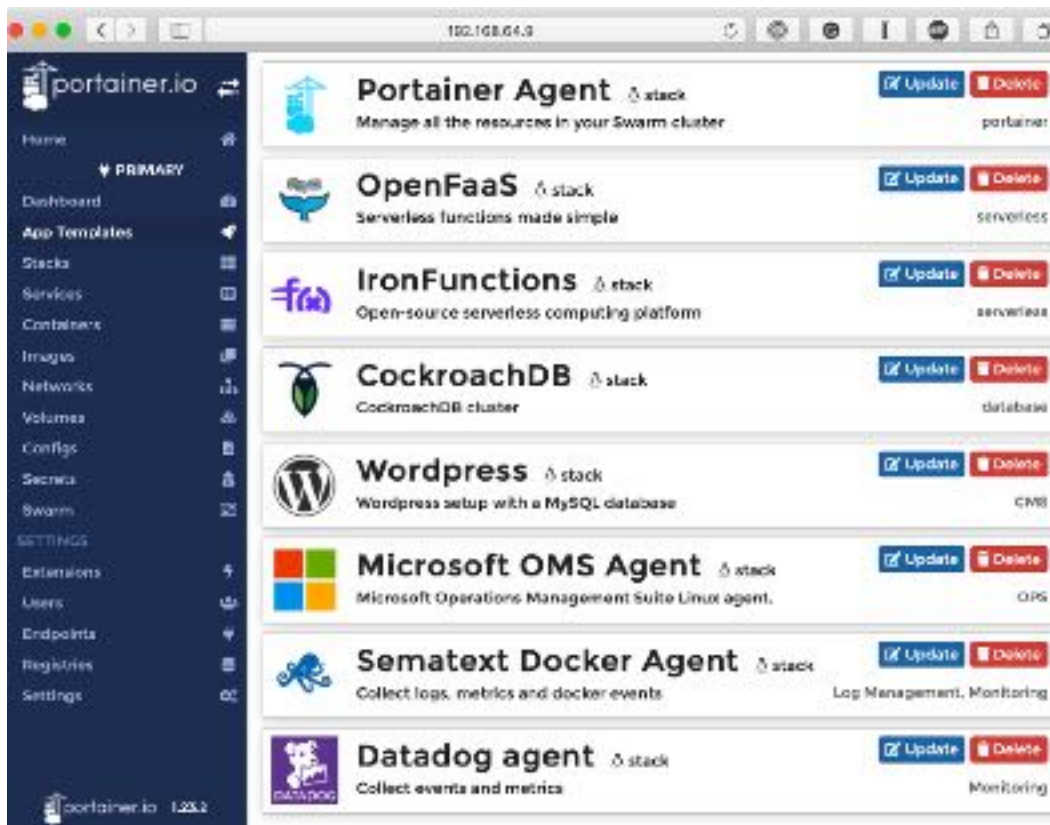 192.168.64.9
portainer.io
Home
PRIMARY
Dashboard
App Templates
Stacks
Services
Containers
Images
Networks
Volumes
Configs
Secrets
Swarm
SETTINGS
Extensions
Users
Endpoints
Registries
Settings
portainer.io 1.23.2
Portainer Agent stack Update Delete
Manage all the resources in your Swarm cluster portainer
OpenFaaS stack Update Delete
Serverless functions made simple serverless
f(x)
IronFunctions stack Update Delete
Open-source serverless computing platform serverless
CockroachDB stack Update Delete
CockroachDB cluster database
Wordpress stack Update Delete
Wordpress setup with a MySQL database CMS
Microsoft OMS Agent stack Update Delete
Microsoft Operations Management Suite Linux agent. OPS
Sematext Docker Agent stack Update Delete
Collect logs, metrics and docker events Log Management, Monitoring
DATADOG
Datadog agent stack Update Delete
Collect events and metrics Monitoring